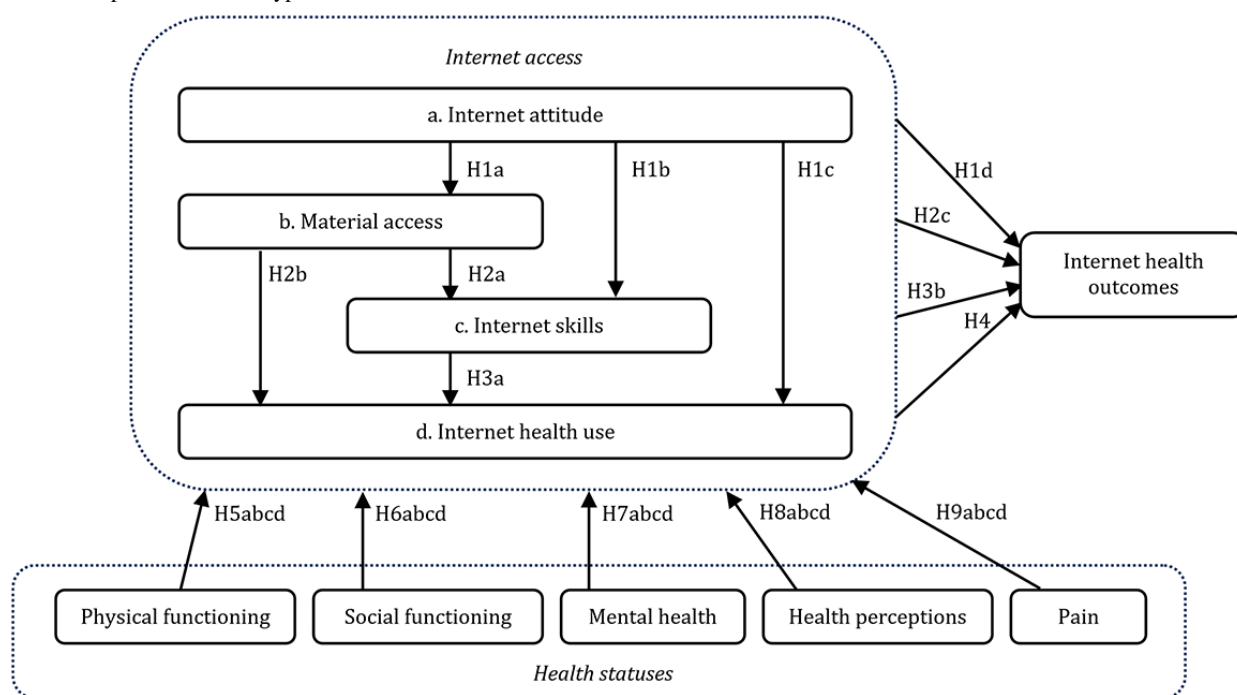 Internet access
a. Internet attitude
H1a
H1b
H1c
H1d
b. Material access
H2c
H2b
H2a
Internet health
outcomes
H3b
c. Internet skills
H4
H3a
d. Internet health use
H5abcd
H6abcd
H7abcd
H8abcd
H9abcd
Physical functioning
Social functioning
Mental health
Health perceptions
Pain
Health statuses